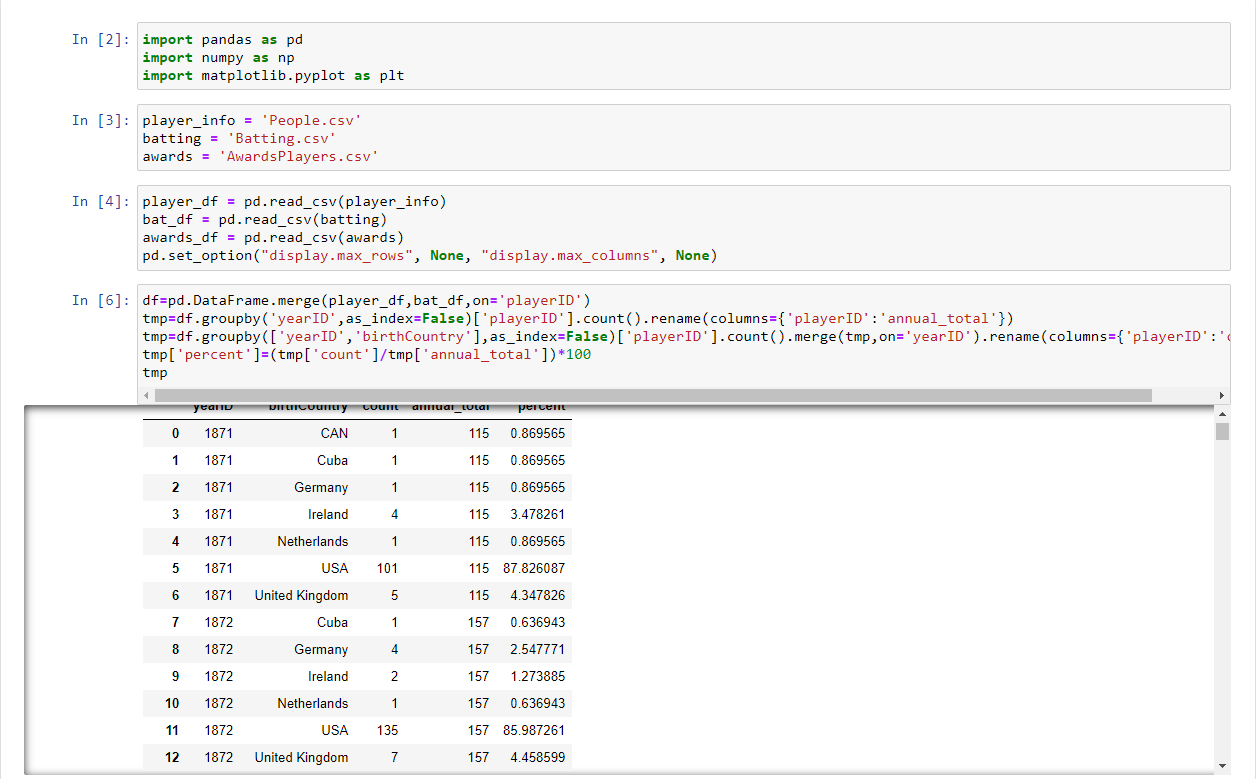 In [2]: import pandas as pd
import numpy as np
import matplotlib.pyplot as plt
In [3]: player_info = 'People.csv'
batting = 'Batting.csv'
awards = 'AwardsPlayers.csv'
In [4]: player_df = pd.read_csv(player_info)
bat_df = pd.read_csv(batting)
awards_df = pd.read_csv(awards)
pd.set_option("display.max_rows", None, "display.max_columns", None)
In [6]: df=pd.DataFrame.merge(player_df,bat_df,on='playerID')
tmp=df.groupby('yearID',as_index=False)['playerID'].count().rename(columns={'playerID':'annual_total'})
tmp=df.groupby(['yearID','birthCountry'],as_index=False)['playerID'].count().merge(tmp,on='yearID').rename(columns={'playerID':'
tmp['percent']=(tmp['count']/tmp['annual_total'])*100
tmp
yearID birthCountry count annual_total percent
0 1871 CAN 1 115 0.869565
1 1871 Cuba 1 115 0.869565
2 1871 Germany 1 115 0.869565
3 1871 Ireland 4 115 3.478261
4 1871 Netherlands 1 115 0.869565
5 1871 USA 101 115 87.826087
6 1871 United Kingdom 5 115 4.347826
7 1872 Cuba 1 157 0.636943
8 1872 Germany 4 157 2.547771
9 1872 Ireland 2 157 1.273885
10 1872 Netherlands 1 157 0.636943
11 1872 USA 135 157 85.987261
12 1872 United Kingdom 7 157 4.458599